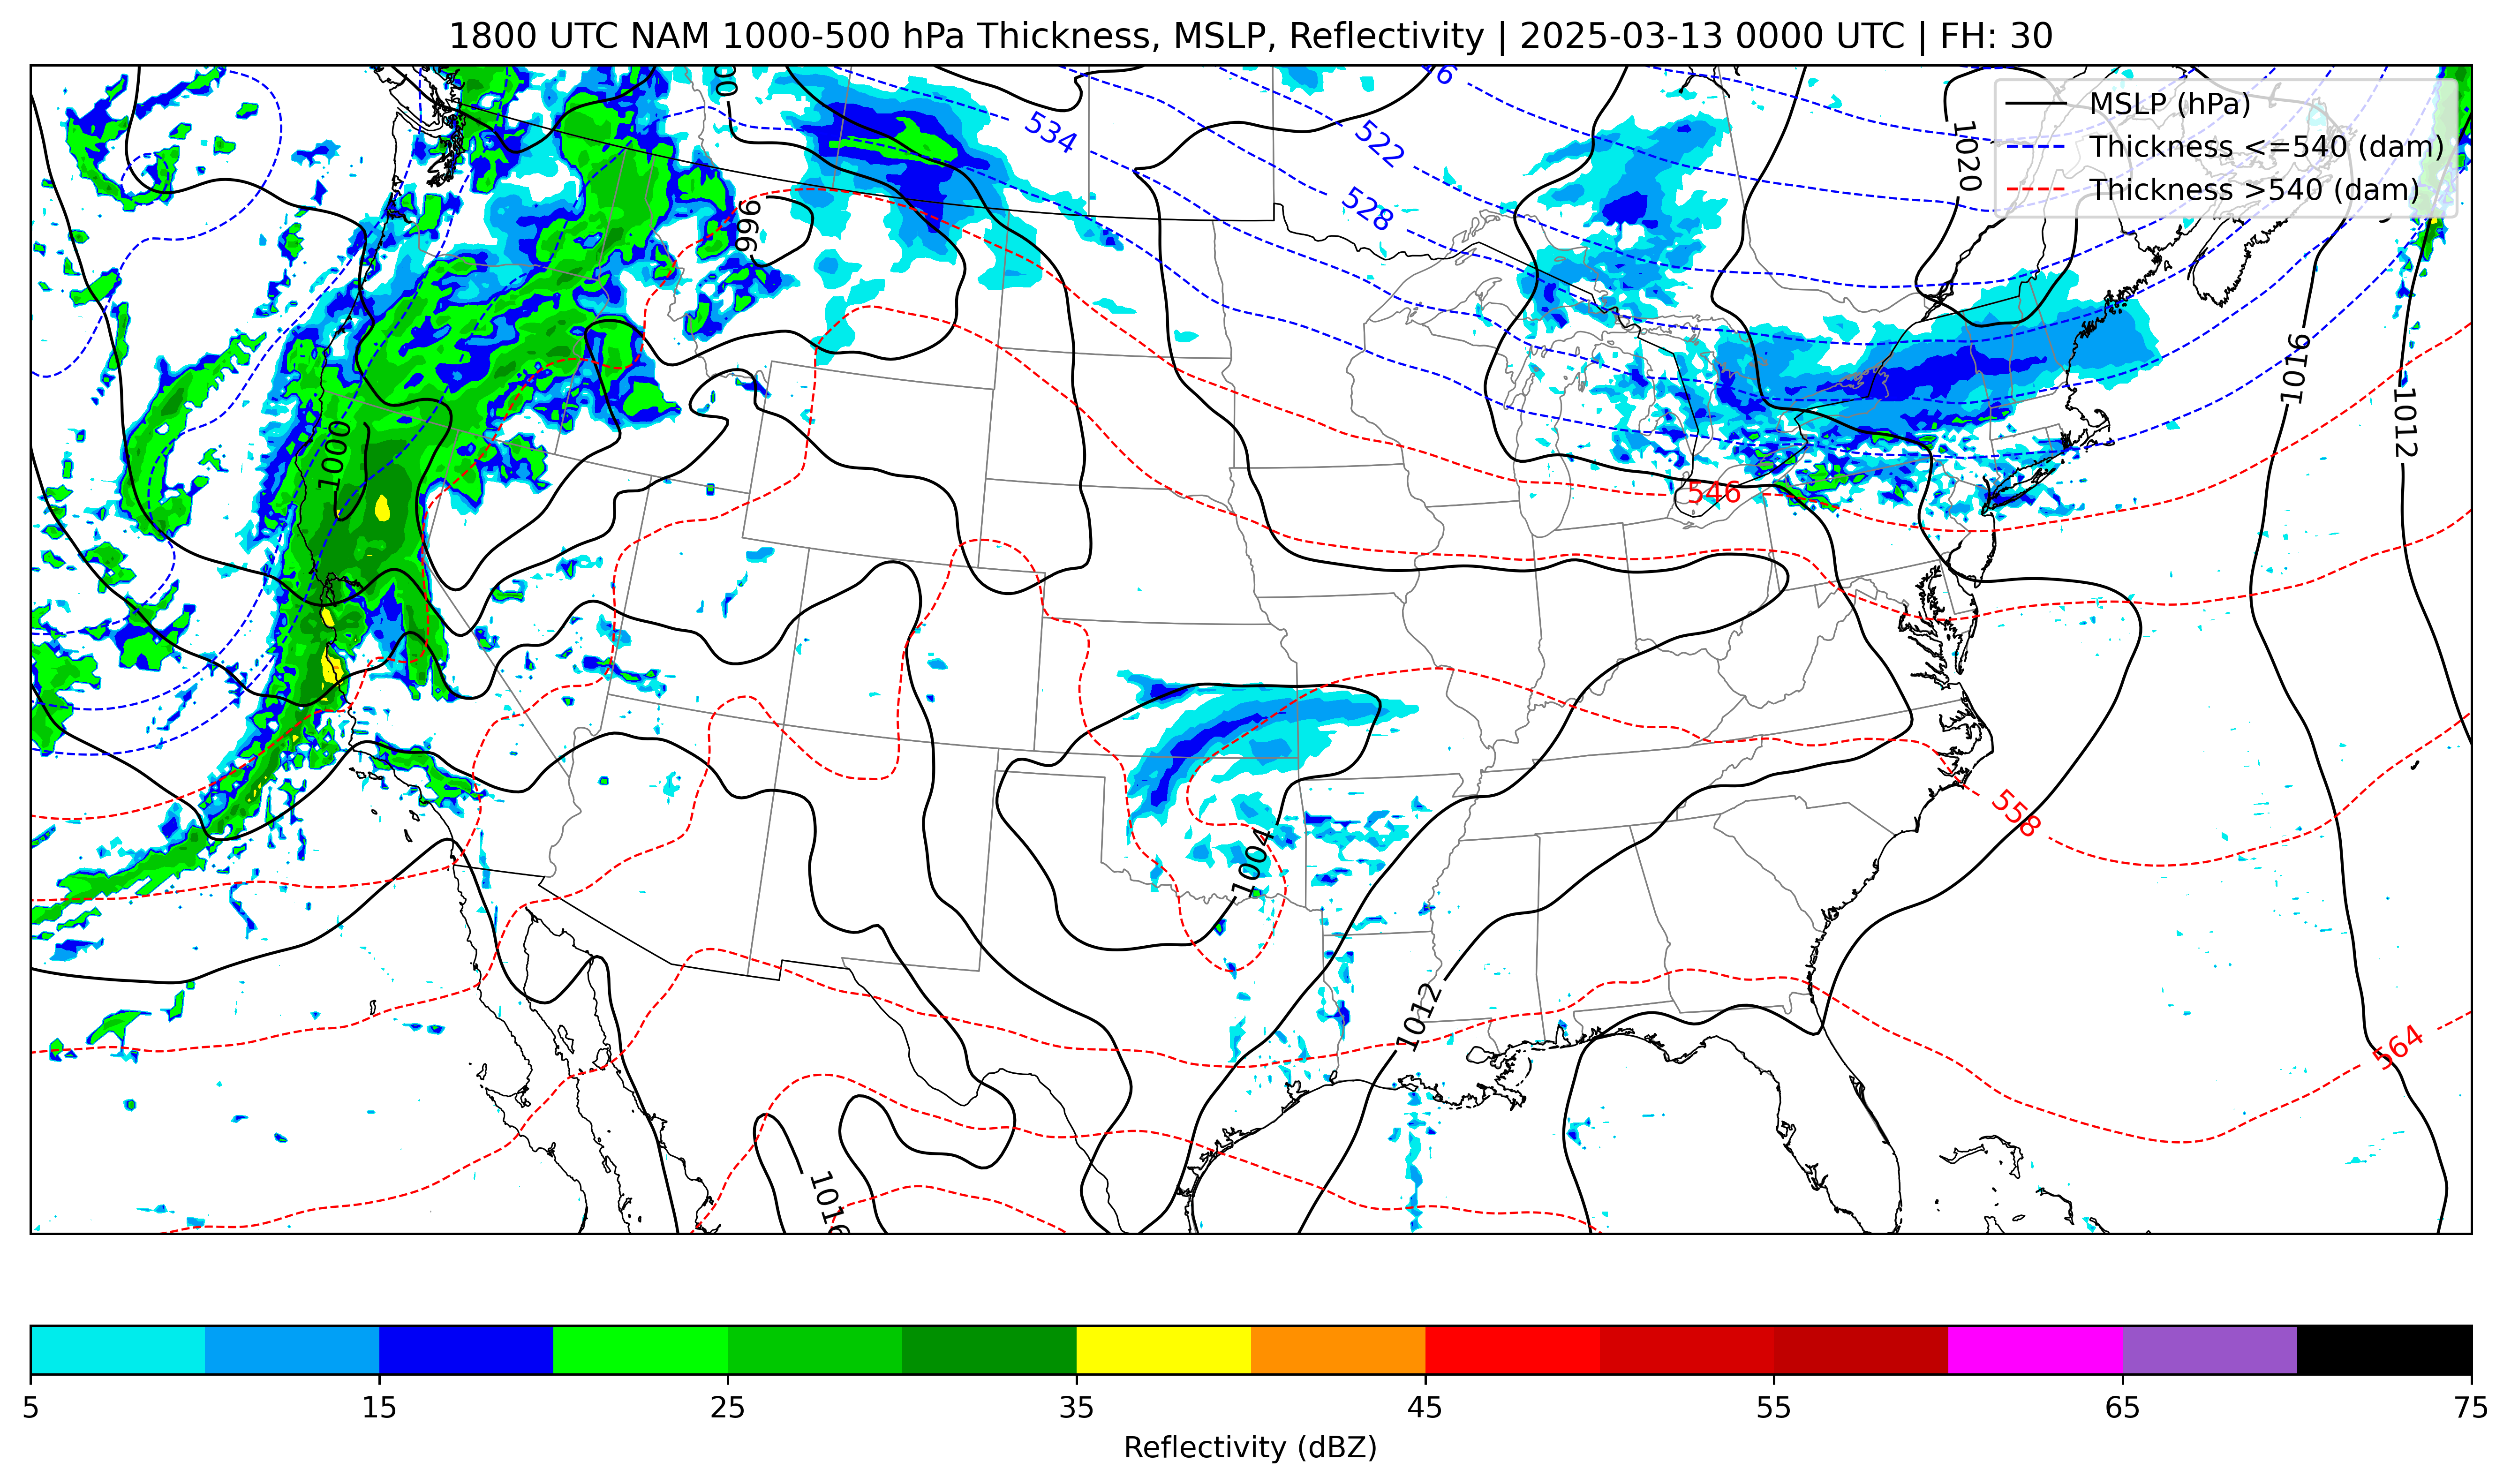 1800 UTC NAM 1000-500 hPa Thickness, MSLP, Reflectivity | 2025-03-13 0000 UTC | FH: 30
MSLP (hPa)
Thickness <=540 (dam)
Thickness >540 (dam)
534
522
528
1020
996
1016
1012
1000
546
558
1004
1012
564
1016
5 15 25 35 45 55 65 75
Reflectivity (dBZ)